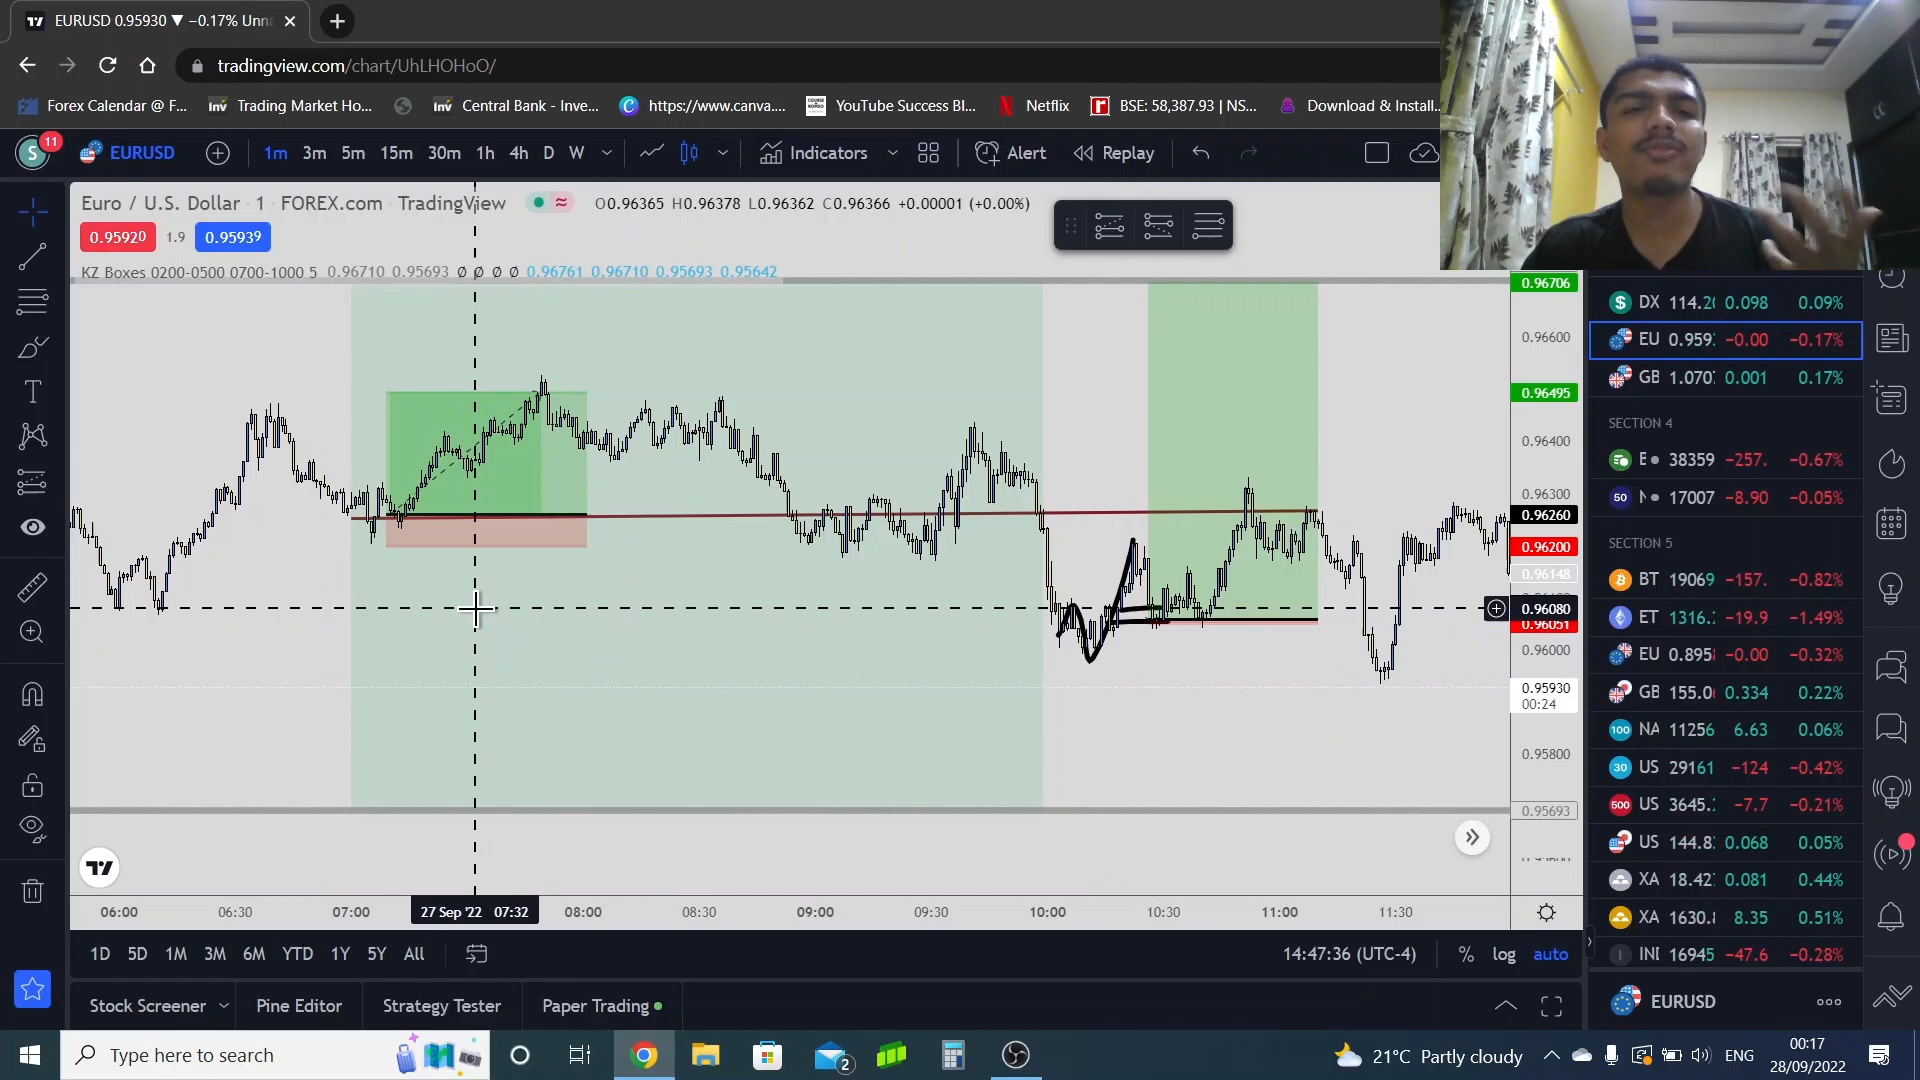 EURUSD 0.95930 ▼ −0.17% Unn
tradingview.com/chart/UhLHOHoO/
Forex Calendar @ F... Trading Market Ho... Central Bank - Inve... https://www.canva.... YouTube Success Bl... Netflix BSE: 58,387.93 | NS... Download & Install...
S 11 EURUSD 1m 3m 5m 15m 30m 1h 4h D W Indicators Alert Replay
Euro / U.S. Dollar · 1 · FOREX.com · TradingView O0.96365 H0.96378 L0.96362 C0.96366 +0.00001 (+0.00%)
0.95920 1.9 0.95939
KZ Boxes 0200-0500 0700-1000 5 0.96710 0.95693 Ø Ø Ø Ø 0.96761 0.96710 0.95693 0.95642
0.96706
0.96600
0.96495
0.96400
0.96300
0.96260
0.96200
0.96148
0.96080
0.96051
0.96000
0.95930
00:24
0.95800
0.95693
06:00 06:30 07:00 27 Sep '22 07:32 08:00 08:30 09:00 09:30 10:00 10:30 11:00 11:30
1D 5D 1M 3M 6M YTD 1Y 5Y All 14:47:36 (UTC-4) % log auto
Stock Screener Pine Editor Strategy Tester Paper Trading
DX 114.20 0.098 0.09%
EU 0.959 −0.00 −0.17%
GB 1.070 0.001 0.17%
SECTION 4
38359 −257. −0.67%
50 17007 −8.90 −0.05%
SECTION 5
BT 19069 −157. −0.82%
ET 1316. −19.9 −1.49%
EU 0.895 −0.00 −0.32%
GB 155.0 0.334 0.22%
100 NA 11256 6.63 0.06%
30 US 29161 −124 −0.42%
500 US 3645. −7.7 −0.21%
US 144.8 0.068 0.05%
XA 18.42 0.081 0.44%
XA 1630. 8.35 0.51%
INI 16945 −47.6 −0.28%
EURUSD
Type here to search 2 21°C Partly cloudy ENG 00:17
28/09/2022